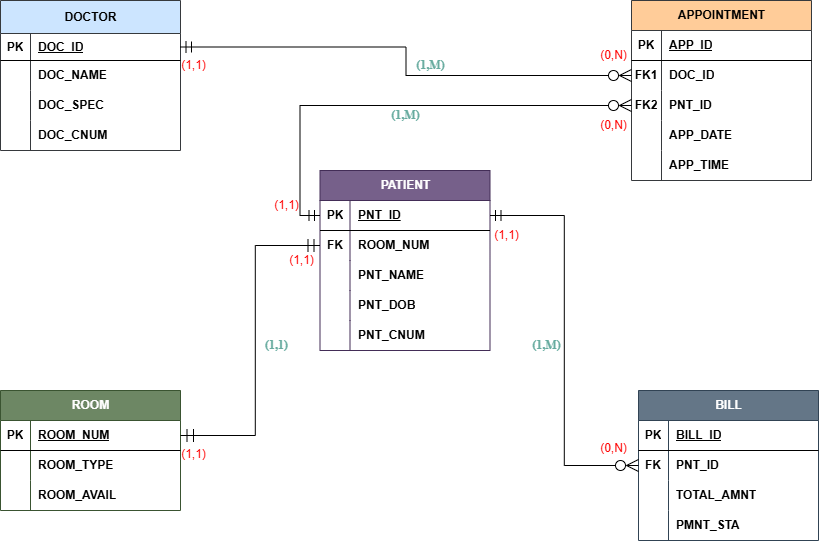 DOCTOR
PK DOC_ID
DOC_NAME
DOC_SPEC
DOC_CNUM
(1,1)
(1,M)
(0,N)
APPOINTMENT
PK APP_ID
FK1 DOC_ID
FK2 PNT_ID
APP_DATE
APP_TIME
(1,M)
(0,N)
PATIENT
(1,1)
PK PNT_ID
(1,1)
FK ROOM_NUM
(1,1)
PNT_NAME
PNT_DOB
PNT_CNUM
(1,1)
(1,M)
ROOM
PK ROOM_NUM
(1,1)
ROOM_TYPE
ROOM_AVAIL
BILL
PK BILL_ID
(0,N)
FK PNT_ID
TOTAL_AMNT
PMNT_STA